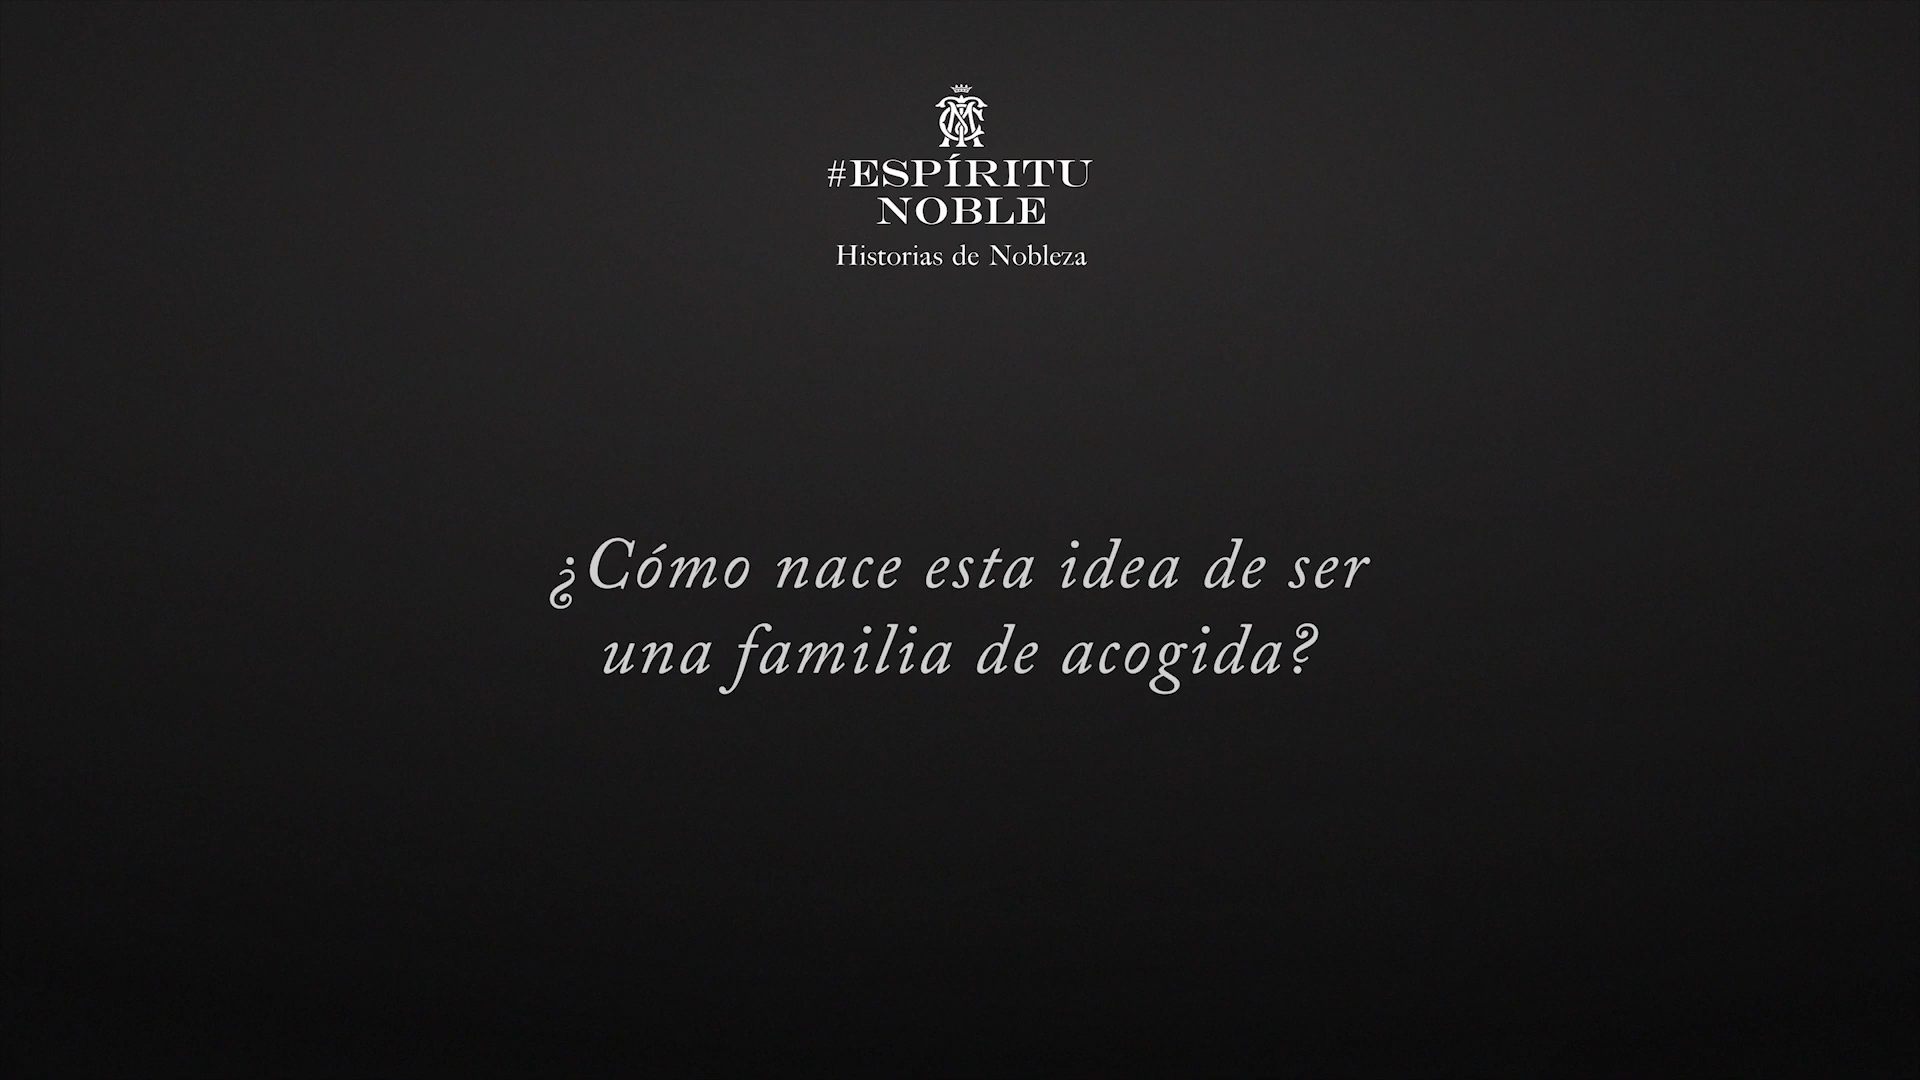 #ESPÍRITU
NOBLE
Historias de Nobleza
¿Cómo nace esta idea de ser
una familia de acogida?